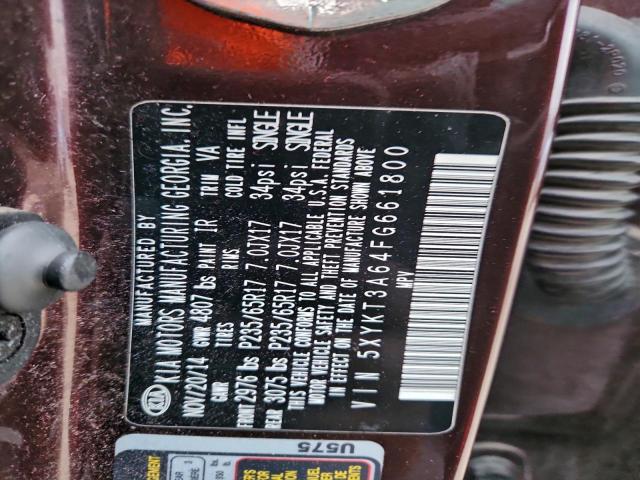 MANUFACTURED BY
KIA KIA MOTORS MANUFACTURING GEORGIA, INC.
NOV/20/14 GVWR 4807 lbs PAINT IR TRIM VA
GWR TIRES RIMS COLD TIRE INFL
FRONT 2976 lbs P235/65R17 7.0JX17 34psi SINGLE
REAR 3075 lbs P235/65R17 7.0JX17 34psi SINGLE
THIS VEHICLE CONFORMS TO ALL APPLICABLE U.S.A. FEDERAL
MOTOR VEHICLE SAFETY AND THEFT PREVENTION STANDARDS
IN EFFECT ON THE DATE OF MANUFACTURE SHOWN ABOVE
VIN 5XYKT3A64FG661800
MPV
U575